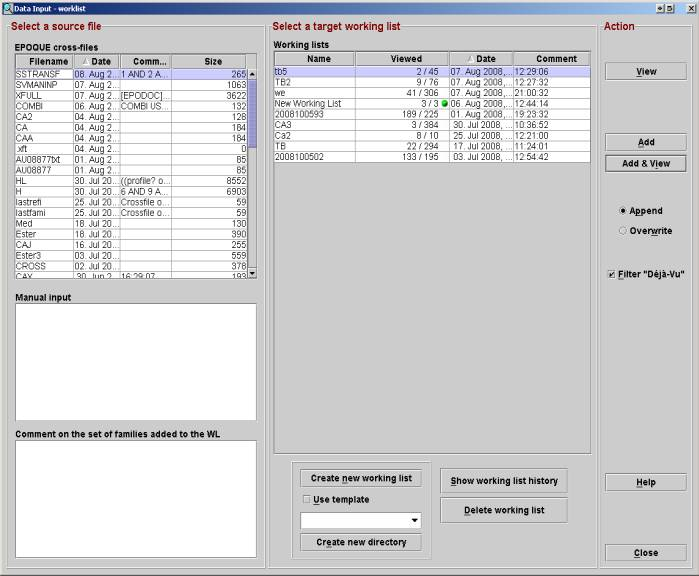 Data Input - worklist
Select a source file
EPOQUE cross-files
Filename Date Comm... Size
SSTRANSF 08. Aug 2... 1 AND 2 A... 265
SVMANINP 07. Aug 2... 1063
XFULL 07. Aug 2... [EPODOC]... 3622
COMBI 06. Aug 2... COMBI US... 132
CA2 04. Aug 2... 128
CA 04. Aug 2... 184
CAA 04. Aug 2... 184
.xft 04. Aug 2... 0
AU08877txt 01. Aug 2... 85
AU08877 01. Aug 2... 85
HL 30. Jul 20... ((profile? o... 8552
H 30. Jul 20... 6 AND 9 A... 6903
lastrefi 25. Jul 20... Crossfile o... 59
lastfami 25. Jul 20... Crossfile o... 59
Med 18. Jul 20... 130
Ester 18. Jul 20... 390
CAJ 16. Jul 20... 255
Ester3 03. Jul 20... 559
CROSS 02. Jul 20... 378
CAY 30. Jun 2... 16:29:07 193
Manual input
Comment on the set of families added to the WL
Select a target working list
Working lists
Name Viewed Date Comment
tb5 2 / 45 07. Aug 2008,... 12:29:06
TB2 9 / 76 07. Aug 2008,... 12:27:32
we 41 / 306 07. Aug 2008,... 21:00:32
New Working List 3 / 3 06. Aug 2008,... 12:44:14
2008100593 189 / 225 01. Aug 2008,... 19:23:32
CA3 3 / 384 30. Jul 2008, ... 10:36:52
Ca2 8 / 10 25. Jul 2008, ... 12:21:00
TB 22 / 294 17. Jul 2008, ... 11:24:01
2008100502 133 / 195 03. Jul 2008, ... 12:54:42
Create new working list
Use template
Create new directory
Show working list history
Delete working list
Action
View
Add
Add & View
Append
Overwrite
Filter "Déjà-Vu"
Help
Close